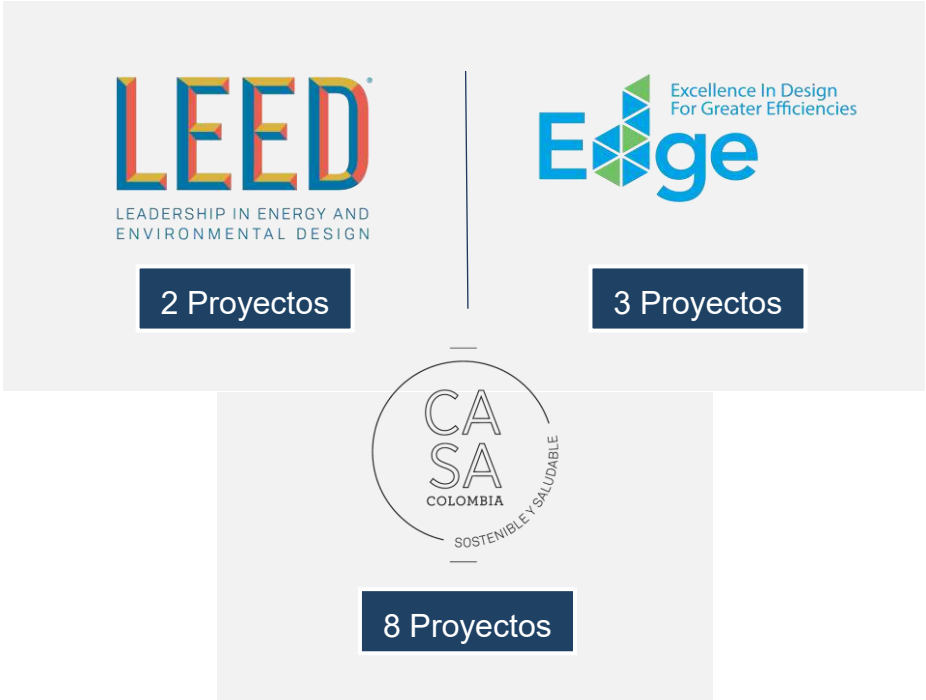 LEED®
LEADERSHIP IN ENERGY AND
ENVIRONMENTAL DESIGN
2 Proyectos
Excellence In Design
For Greater Efficiencies
Edge
3 Proyectos
CA
SA
COLOMBIA
SOSTENIBLE Y SALUDABLE
8 Proyectos